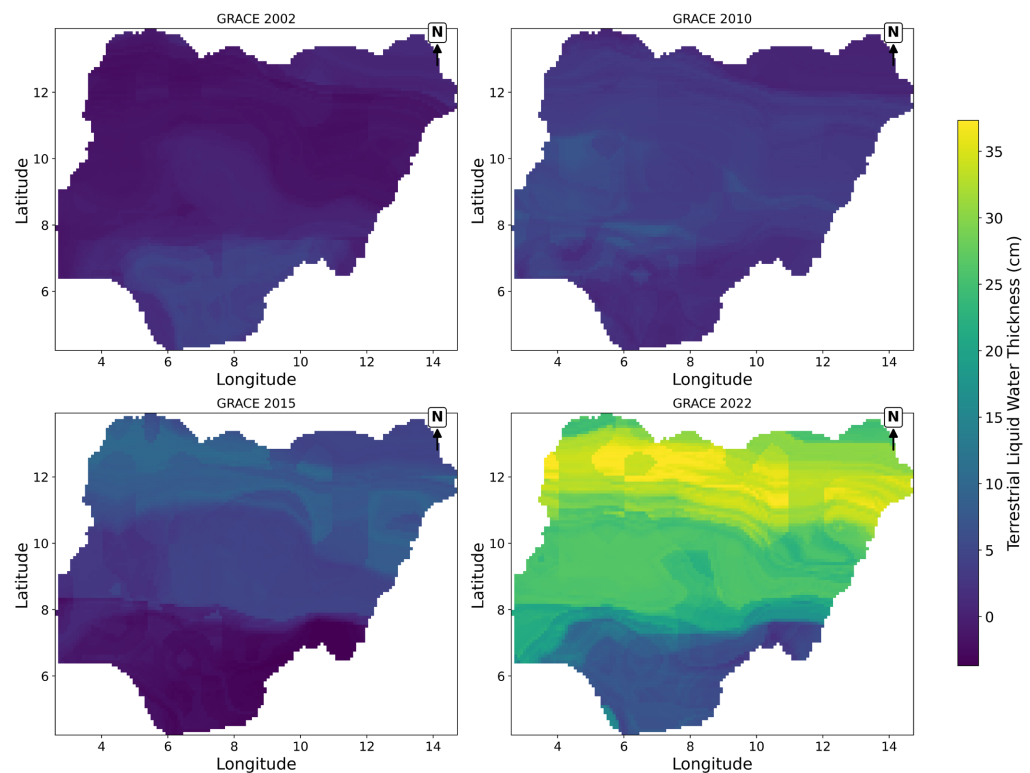 GRACE 2002
N
12
10
8
6
Latitude
4 6 8 10 12 14
Longitude
GRACE 2010
N
12
10
8
6
Latitude
4 6 8 10 12 14
Longitude
GRACE 2015
N
12
10
8
6
Latitude
4 6 8 10 12 14
Longitude
GRACE 2022
N
12
10
8
6
Latitude
4 6 8 10 12 14
Longitude
35
30
25
20
15
10
5
0
Terrestrial Liquid Water Thickness (cm)